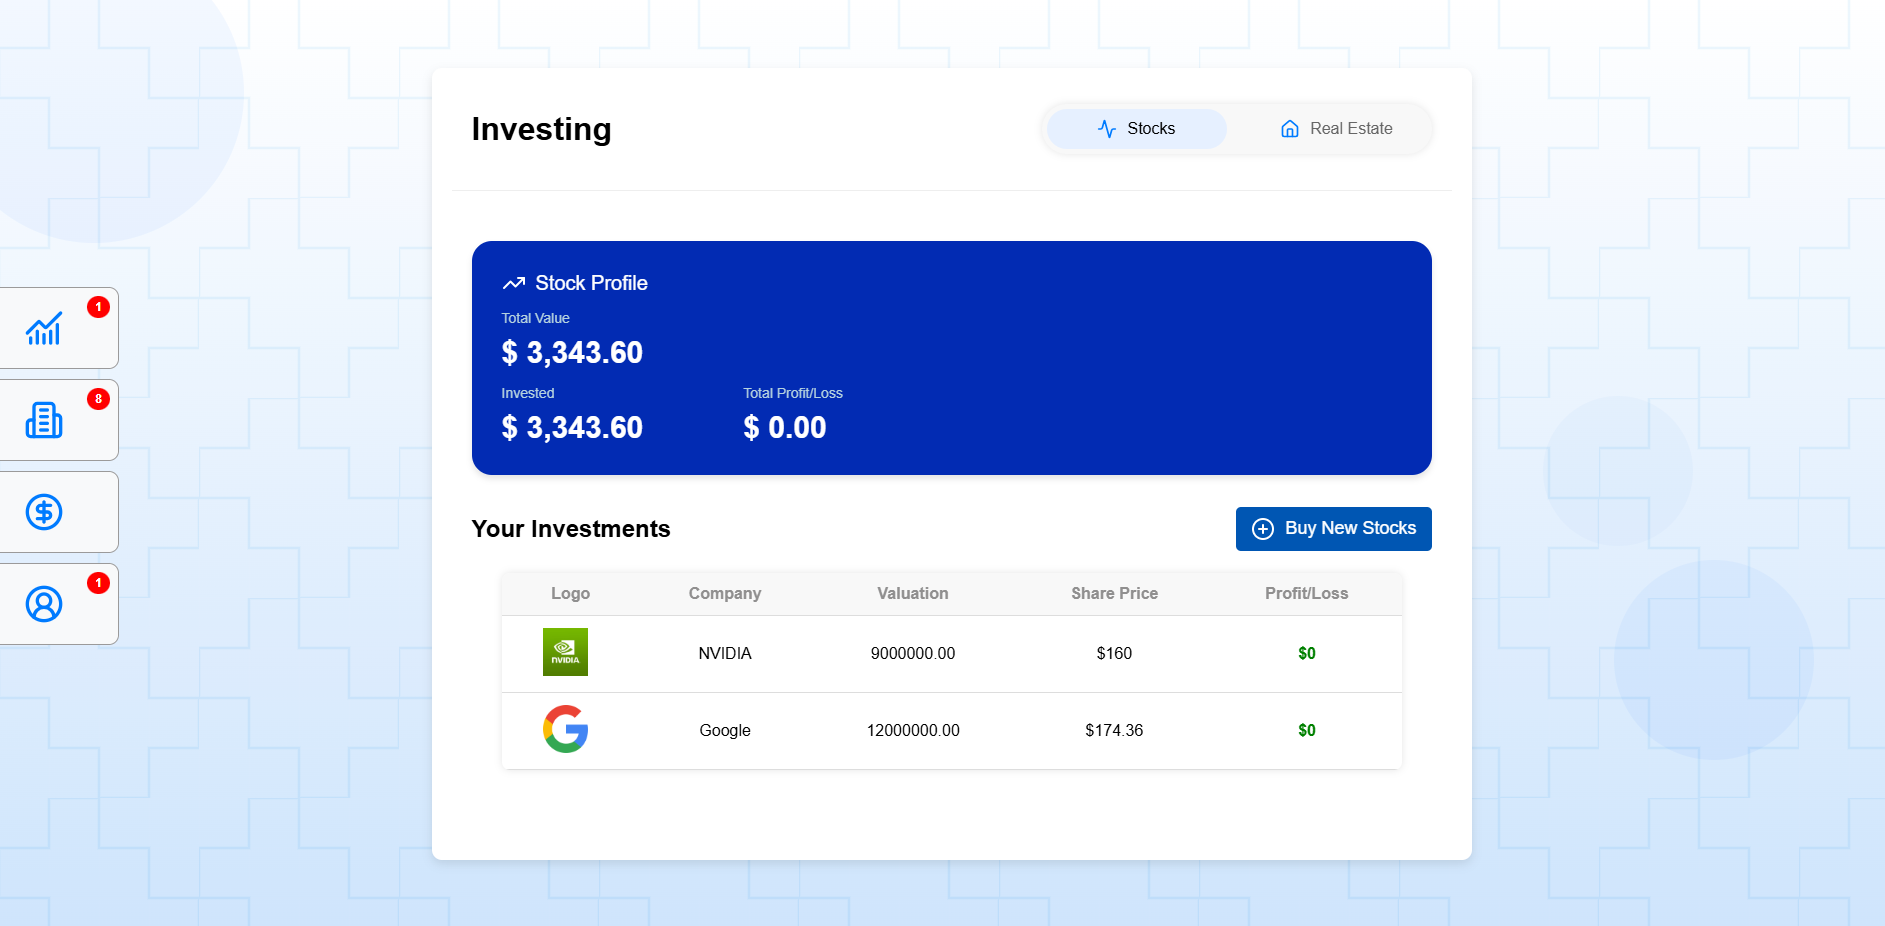 Investing
Stocks
Real Estate
1
8
1
Stock Profile
Total Value
$ 3,343.60
Invested
Total Profit/Loss
$ 3,343.60
$ 0.00
Your Investments
Buy New Stocks
Logo Company Valuation Share Price Profit/Loss
NVIDIA NVIDIA 9000000.00 $160 $0
Google 12000000.00 $174.36 $0